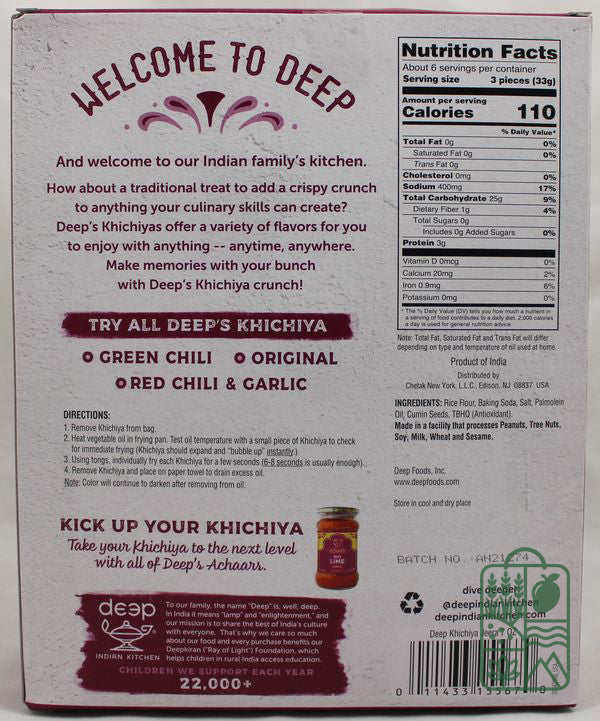 WELCOME TO DEEP
And welcome to our Indian family's kitchen.
How about a traditional treat to add a crispy crunch
to anything your culinary skills can create?
Deep's Khichiyas offer a variety of flavors for you
to enjoy with anything -- anytime, anywhere.
Make memories with your bunch
with Deep's Khichiya crunch!
TRY ALL DEEP'S KHICHIYA
GREEN CHILI
ORIGINAL
RED CHILI & GARLIC
DIRECTIONS:
1. Remove Khichiya from bag.
2. Heat vegetable oil in frying pan. Test oil temperature with a small piece of Khichiya to check
for immediate frying (Khichiya should expand and "bubble up" instantly.)
3. Using tongs, individually fry each Khichiya for a few seconds (6-8 seconds is usually enough).
4. Remove Khichiya and place on paper towel to drain excess oil.
Note: Color will continue to darken after removing from oil.
KICK UP YOUR KHICHIYA
Take your Khichiya to the next level
with all of Deep's Achaars.
LIME
deep
INDIAN KITCHEN
To our family, the name "Deep" is, well, deep.
In India it means "lamp" and "enlightenment," and
our mission is to share the best of India's culture
with everyone. That's why we care so much
about our food and every purchase benefits our
Deepkiran ("Ray of Light") Foundation, which
helps children in rural India access education.
CHILDREN WE SUPPORT EACH YEAR
22,000+
Nutrition Facts
About 6 servings per container
Serving size 3 pieces (33g)
Amount per serving
Calories 110
% Daily Value*
Total Fat 0g 0%
Saturated Fat 0g 0%
Trans Fat 0g
Cholesterol 0mg 0%
Sodium 400mg 17%
Total Carbohydrate 25g 9%
Dietary Fiber 1g 4%
Total Sugars 0g
Includes 0g Added Sugars 0%
Protein 3g
Vitamin D 0mcg 0%
Calcium 20mg 2%
Iron 0.9mg 6%
Potassium 0mg 0%
* The % Daily Value (DV) tells you how much a nutrient in
a serving of food contributes to a daily diet. 2,000 calories
a day is used for general nutrition advice.
Note: Total Fat, Saturated Fat and Trans Fat will differ
depending on type and temperature of oil used at home.
Product of India
Distributed by
Chetak New York, L.L.C., Edison, NJ 08837 USA
INGREDIENTS: Rice Flour, Baking Soda, Salt, Palmolein
Oil, Cumin Seeds, TBHQ (Antioxidant).
Made in a facility that processes Peanuts, Tree Nuts,
Soy, Milk, Wheat and Sesame.
Deep Foods, Inc.
www.deepfoods.com
Store in cool and dry place
BATCH NO. : AN21274
dive deeper
@deepindiankitchen
deepindiankitchen.com
Deep Khichiya Jeera 7 OZ
0 11433 15567 0